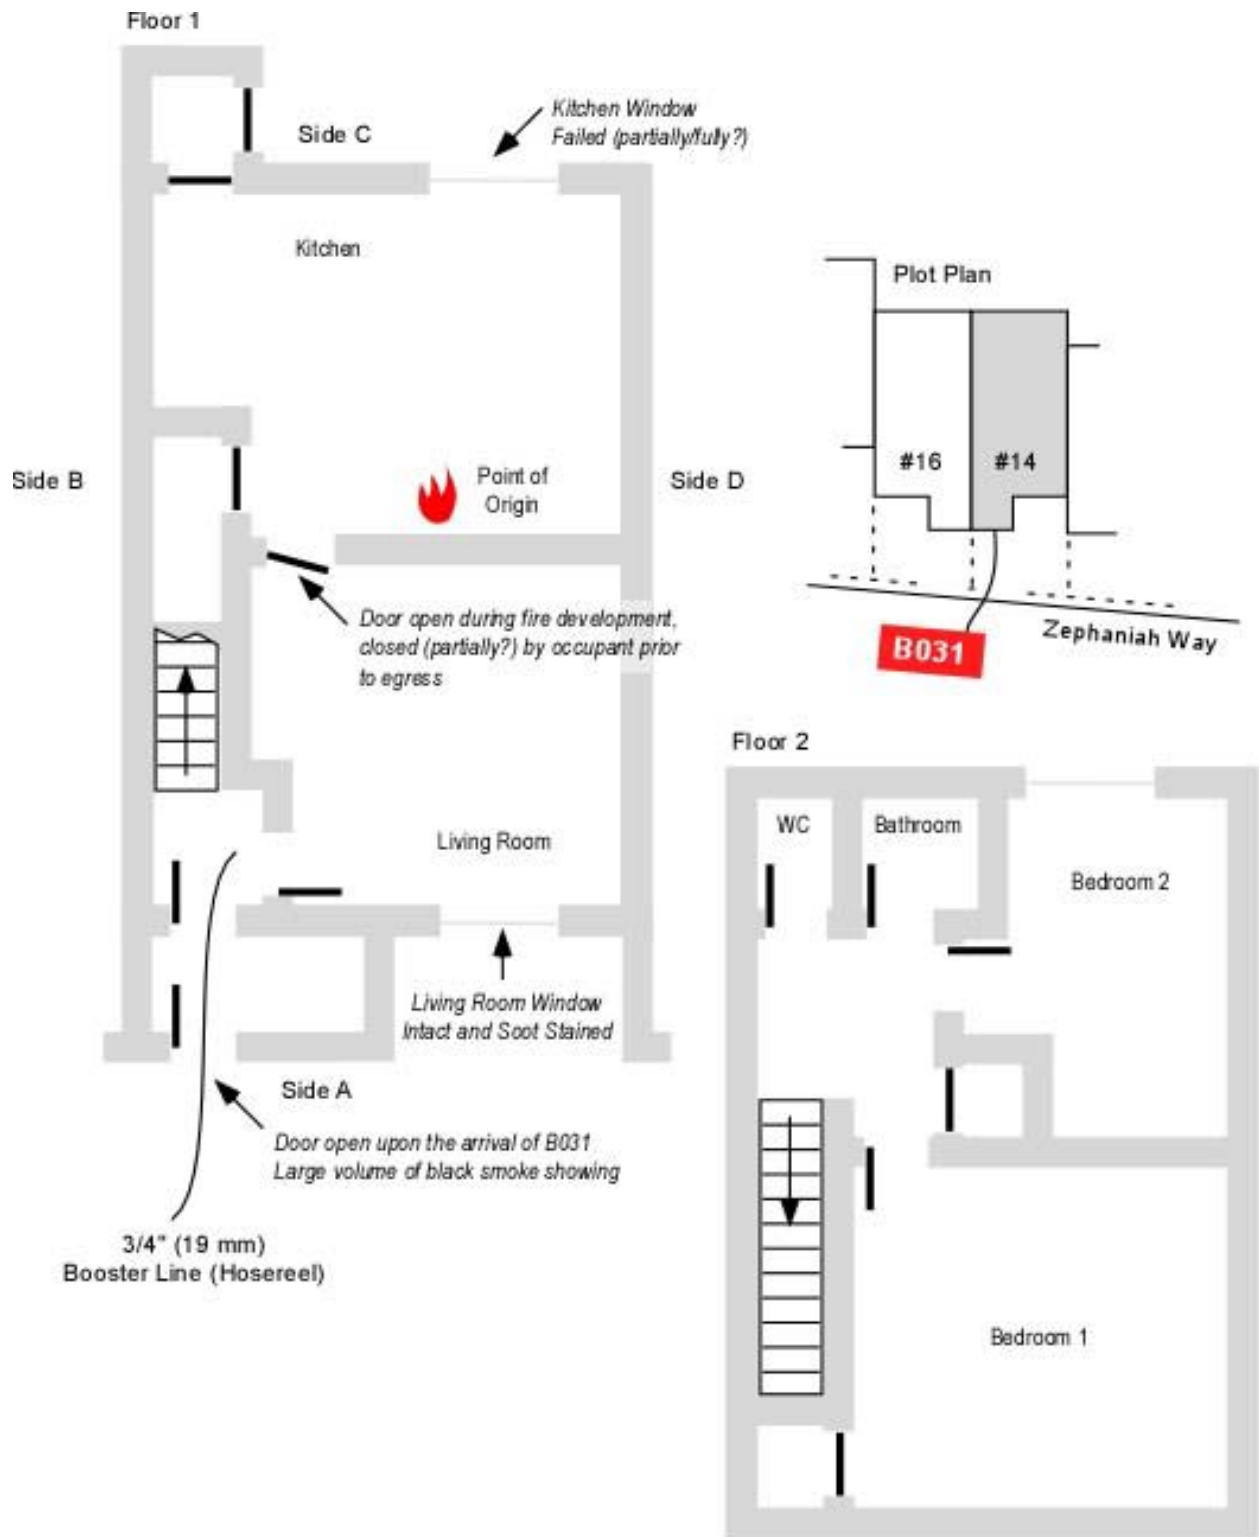 Floor 1
Kitchen Window
Failed (partially/fully?)
Side C
Kitchen
Plot Plan
#16
#14
Side B
Point of
Origin
Side D
Door open during fire development,
closed (partially?) by occupant prior
to egress
B031
Zephaniah Way
Floor 2
WC
Bathroom
Living Room
Bedroom 2
Living Room Window
Intact and Soot Stained
Side A
Door open upon the arrival of B031
Large volume of black smoke showing
3/4" (19 mm)
Booster Line (Hosereel)
Bedroom 1